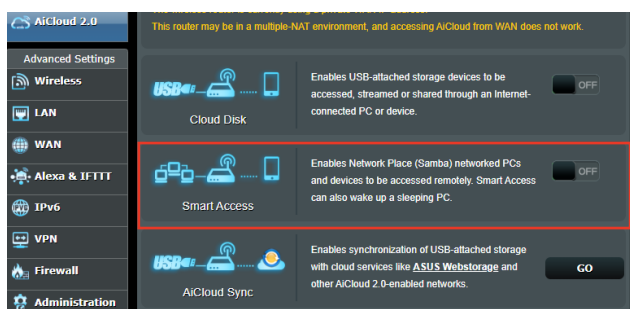 AiCloud 2.0
This router may be in a multiple-NAT environment, and accessing AiCloud from WAN does not work.
Advanced Settings
Wireless
LAN
WAN
Alexa & IFTTT
IPv6
VPN
Firewall
Administration
USB
Cloud Disk
Enables USB-attached storage devices to be
accessed, streamed or shared through an Internet-
connected PC or device.
OFF
Smart Access
Enables Network Place (Samba) networked PCs
and devices to be accessed remotely. Smart Access
can also wake up a sleeping PC.
OFF
USB
AiCloud Sync
Enables synchronization of USB-attached storage
with cloud services like ASUS Webstorage and
other AiCloud 2.0-enabled networks.
GO